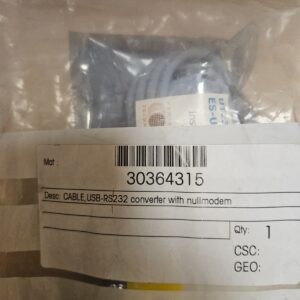 Mat :
30364315
Desc: CABLE,USB-RS232 converter with nullmodem
Qty: 1
CSC:
GEO: